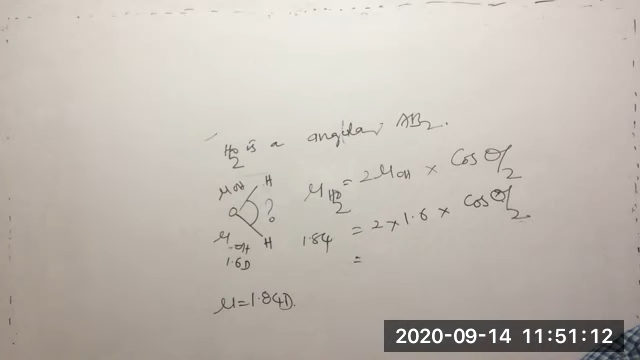 H2O is a angular AB2.
μOH H μH2O = 2μOH × Cos θ/2
O ?
μOH H 1.84 = 2 × 1.6 × Cos θ/2
1.6D =
μ = 1.84D.
2020-09-14 11:51:12